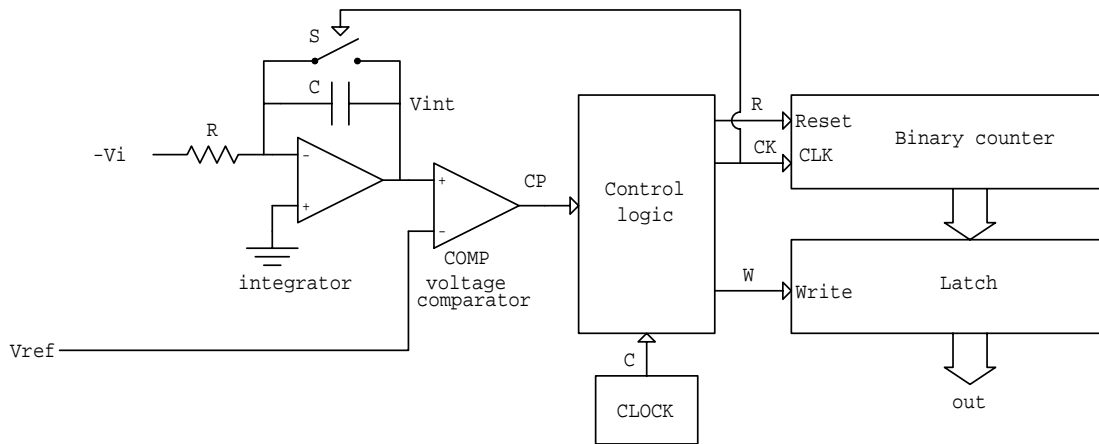 S
C
Vint
R
-Vi
-
+
integrator
+
-
COMP
voltage
comparator
CP
Vref
Control
logic
C
CLOCK
R
CK
W
Reset
CLK
Binary counter
Write
Latch
out